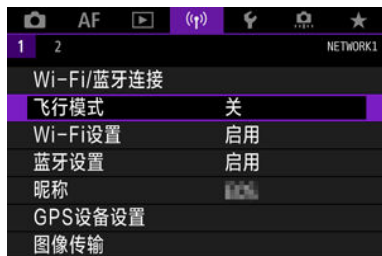 AF
1 2 NETWORK1
Wi-Fi/蓝牙连接
飞行模式 关
Wi-Fi设置 启用
蓝牙设置 启用
昵称
GPS设备设置
图像传输